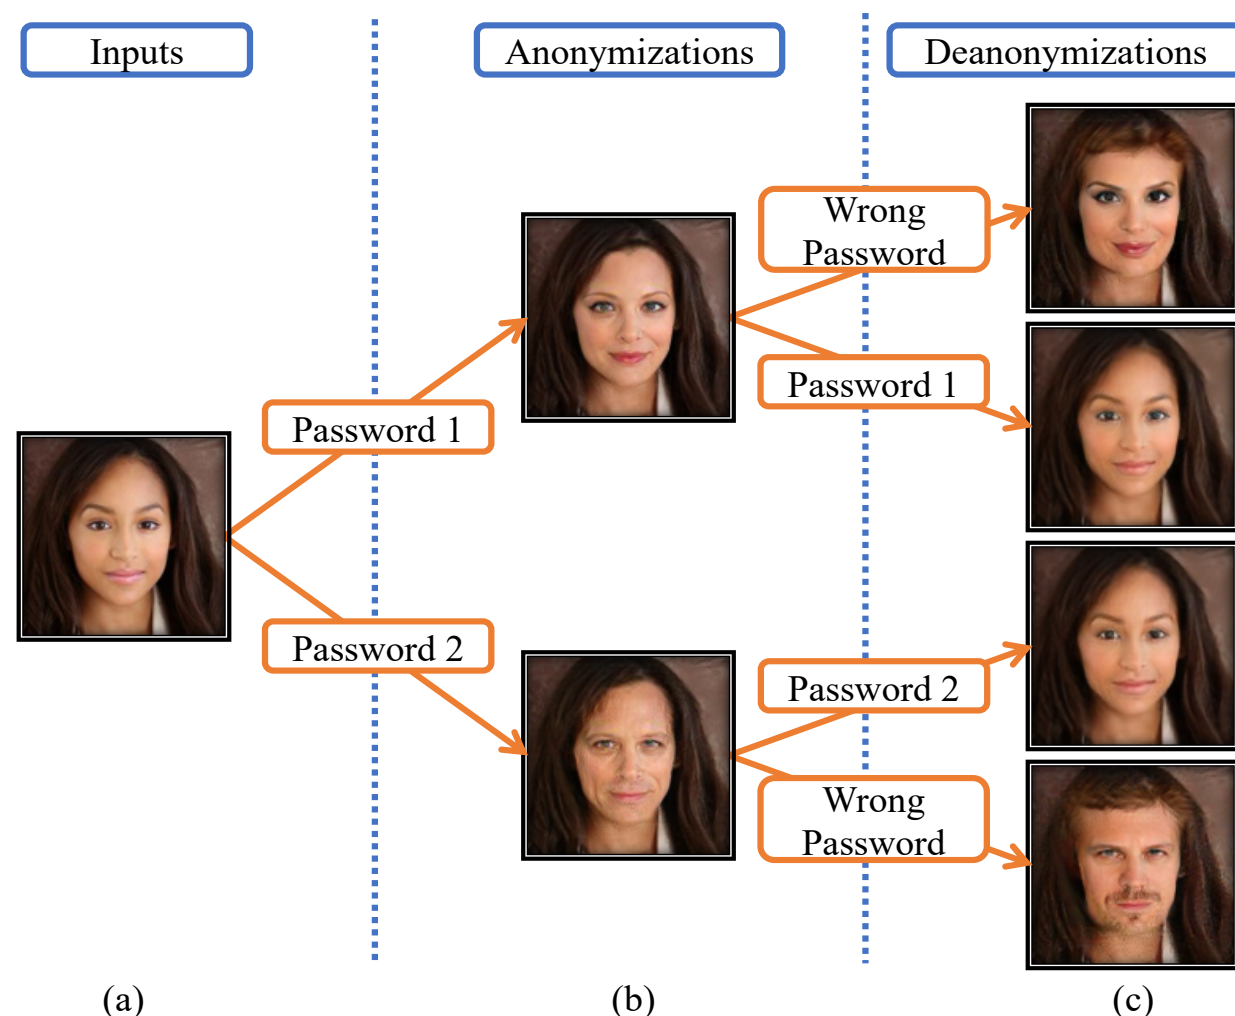 Inputs
Anonymizations
Deanonymizations
Wrong
Password
Password 1
Password 1
Password 2
Password 2
Wrong
Password
(a)
(b)
(c)